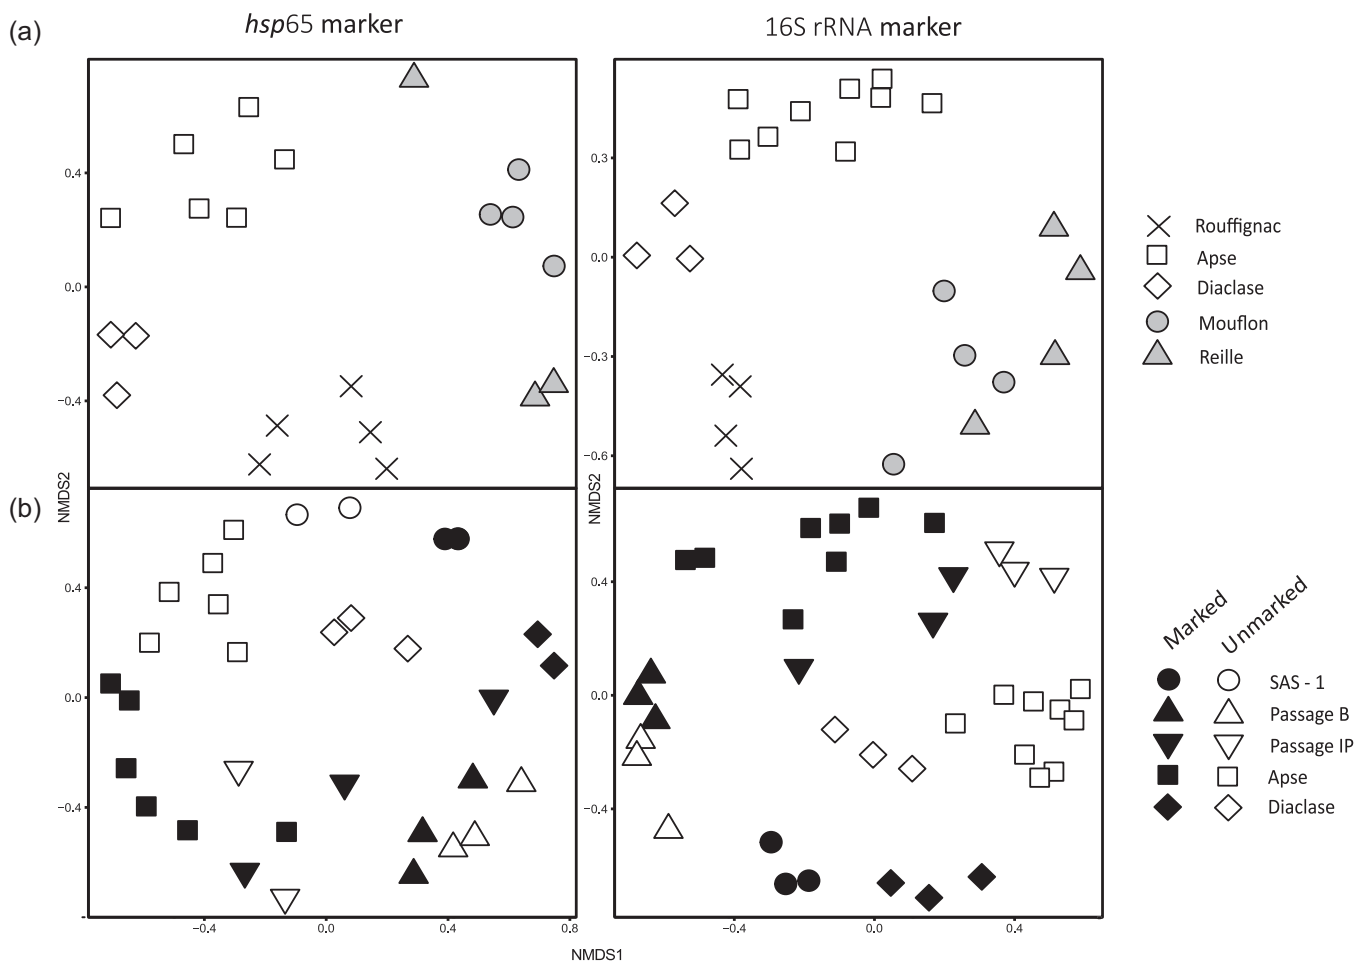 (a)
hsp65 marker
16S rRNA marker
0.4
0.0
−0.4
NMDS2
0.3
0.0
−0.3
−0.6
NMDS2
Rouffignac
Apse
Diaclase
Mouflon
Reille
(b)
0.4
0.0
−0.4
0.4
0.0
−0.4
Marked
Unmarked
SAS - 1
Passage B
Passage IP
Apse
Diaclase
−0.4
0.0
0.4
0.8
−0.4
0.0
0.4
NMDS1